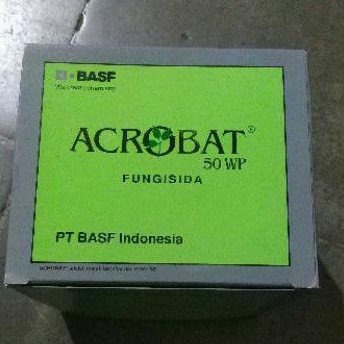 BASF
ACROBAT®
50 WP
FUNGISIDA
PT BASF Indonesia